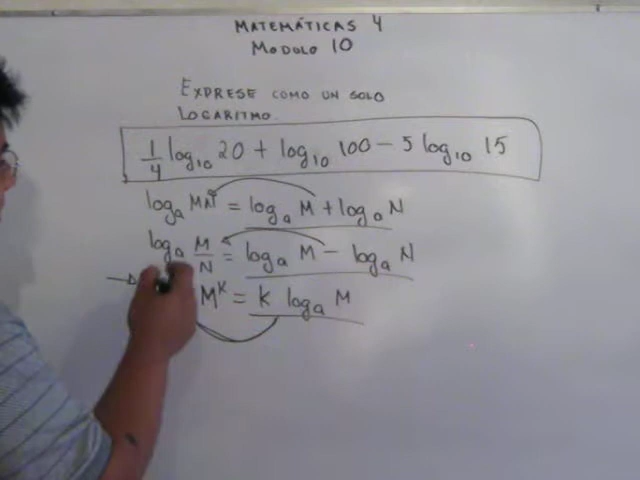 MATEMÁTICAS 4
MODULO 10
EXPRESE COMO UN SOLO
LOGARITMO.
1/4 log₁₀ 20 + log₁₀ 100 - 5 log₁₀ 15
logₐ = logₐ M + logₐ N
logₐ M/N = logₐ M - logₐ N
Mᴷ = K logₐ M